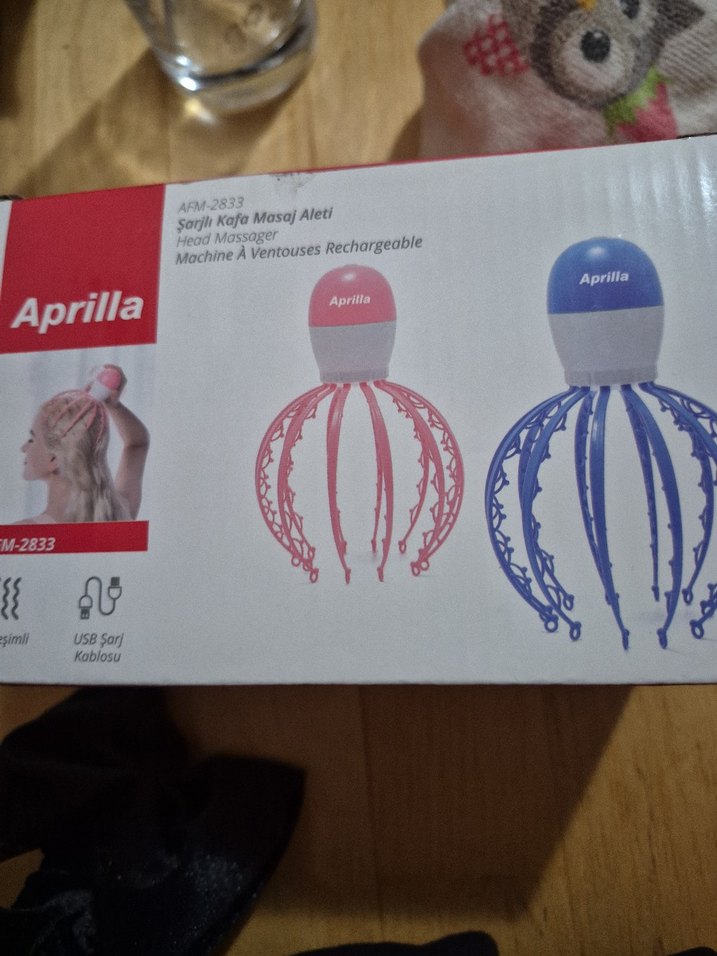 AFM-2833
Şarjlı Kafa Masaj Aleti
Head Massager
Machine À Ventouses Rechargeable
Aprilla
Aprilla
Aprilla
FM-2833
eşimli
USB Şarj
Kablosu